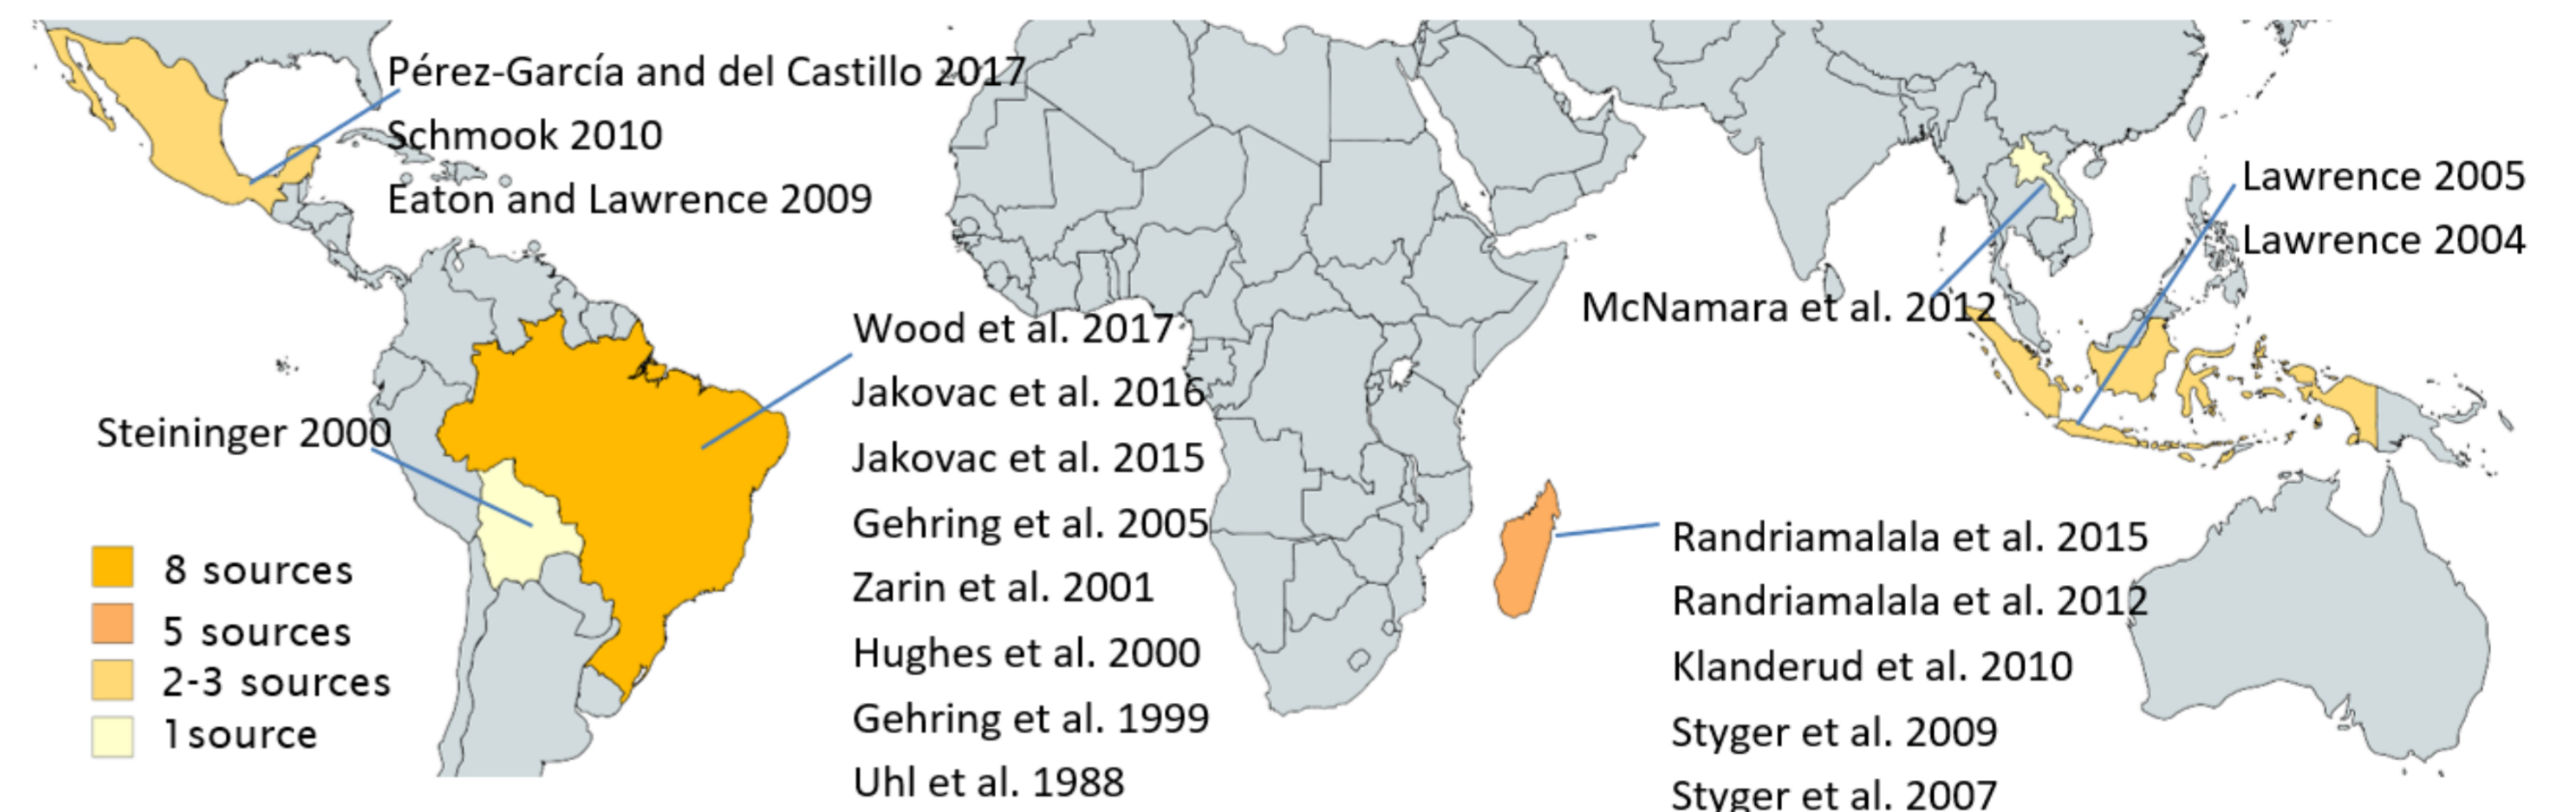 Pérez-García and del Castillo 2017
Schmook 2010
Eaton and Lawrence 2009
Lawrence 2005
Lawrence 2004
McNamara et al. 2012
Wood et al. 2017
Jakovac et al. 2016
Jakovac et al. 2015
Gehring et al. 2005
Zarin et al. 2001
Hughes et al. 2000
Gehring et al. 1999
Uhl et al. 1988
Steininger 2000
8 sources
5 sources
2-3 sources
1source
Randriamalala et al. 2015
Randriamalala et al. 2012
Klanderud et al. 2010
Styger et al. 2009
Styger et al. 2007